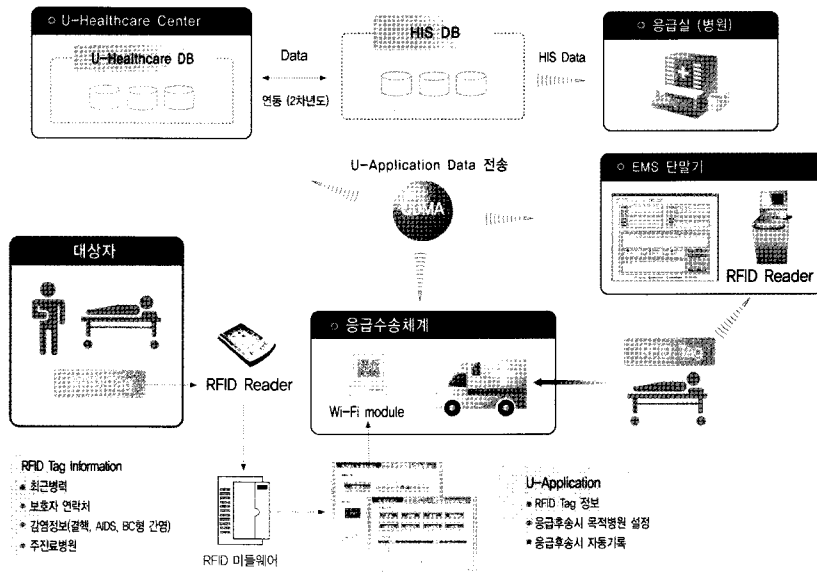 U-Healthcare Center
U-Healthcare DB
Data
연동 (2차년도)
HIS DB
HIS Data
응급실 (병원)
U-Application Data 전송
EMS 단말기
RFID Reader
대상자
RFID Reader
응급수송체계
Wi-Fi module
RFID Tag Information
최근병력
보호자 연락처
감염정보(결핵, AIDS, BC형 간염)
주진료병원
RFID 미들웨어
U-Application
RFID Tag 정보
응급후송시 목적병원 설정
응급후송시 자동기록